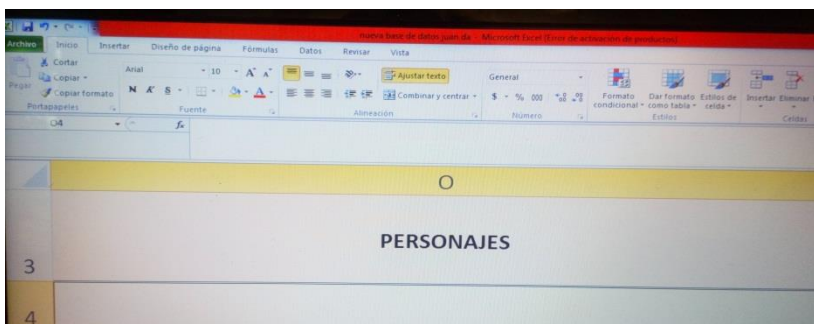 nueva base de datos juan da - Microsoft Excel (Error de activación de productos)
Archivo Inicio Insertar Diseño de página Fórmulas Datos Revisar Vista
Cortar
Copiar
Copiar formato
Pegar
Portapapeles
Arial 10 A A
N K S A
Fuente
Ajustar texto
Combinar y centrar
Alineación
General
$ % 000
Número
Formato condicional
Dar formato como tabla
Estilos de celda
Estilos
Insertar Eliminar
Celdas
O4 fx
O
3 PERSONAJES
4